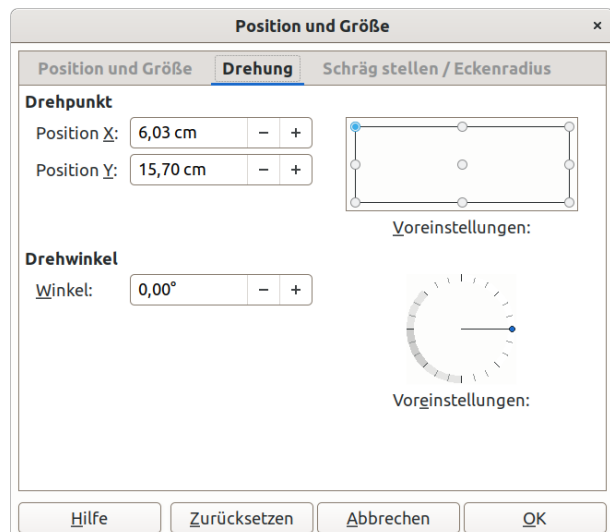 Position und Größe
×
Position und Größe Drehung Schräg stellen / Eckenradius
Drehpunkt
Position X: 6,03 cm − +
Position Y: 15,70 cm − +
Voreinstellungen:
Drehwinkel
Winkel: 0,00° − +
Voreinstellungen:
Hilfe Zurücksetzen Abbrechen OK